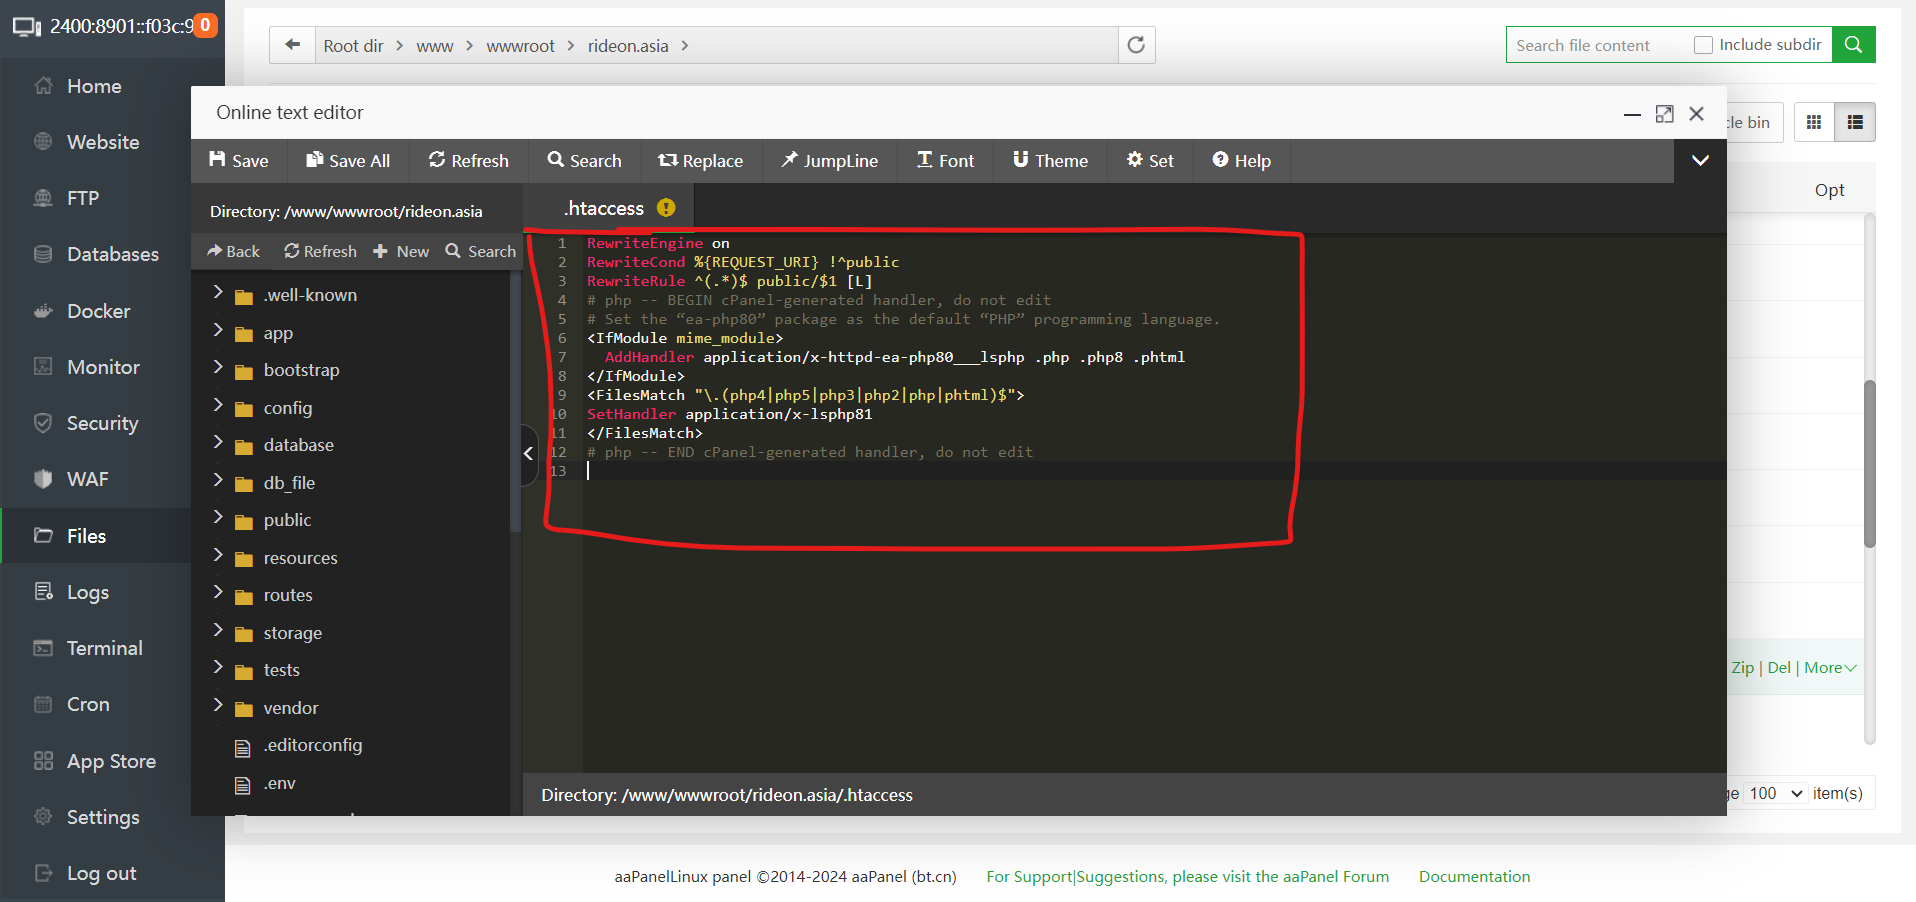 2400:8901::f03c:9
0
Home
Website
FTP
Databases
Docker
Monitor
Security
WAF
Files
Logs
Terminal
Cron
App Store
Settings
Log out
Root dir > www > wwwroot > rideon.asia >
Search file content
Include subdir
cle bin
Opt
Online text editor
Save
Save All
Refresh
Search
Replace
JumpLine
Font
Theme
Set
Help
Directory: /www/wwwroot/rideon.asia
Back
Refresh
New
Search
.well-known
app
bootstrap
config
database
db_file
public
resources
routes
storage
tests
vendor
.editorconfig
.env
.htaccess
1 RewriteEngine on
2 RewriteCond %{REQUEST_URI} !^public
3 RewriteRule ^(.*)$ public/$1 [L]
4 # php -- BEGIN cPanel-generated handler, do not edit
5 # Set the “ea-php80” package as the default “PHP” programming language.
6 <IfModule mime_module>
7 AddHandler application/x-httpd-ea-php80___lsphp .php .php8 .phtml
8 </IfModule>
9 <FilesMatch "\.(php4|php5|php3|php2|php|phtml)$">
10 SetHandler application/x-lsphp81
11 </FilesMatch>
12 # php -- END cPanel-generated handler, do not edit
13
Directory: /www/wwwroot/rideon.asia/.htaccess
Zip | Del | More
ge 100 item(s)
aaPanelLinux panel ©2014-2024 aaPanel (bt.cn)
For Support|Suggestions, please visit the aaPanel Forum
Documentation